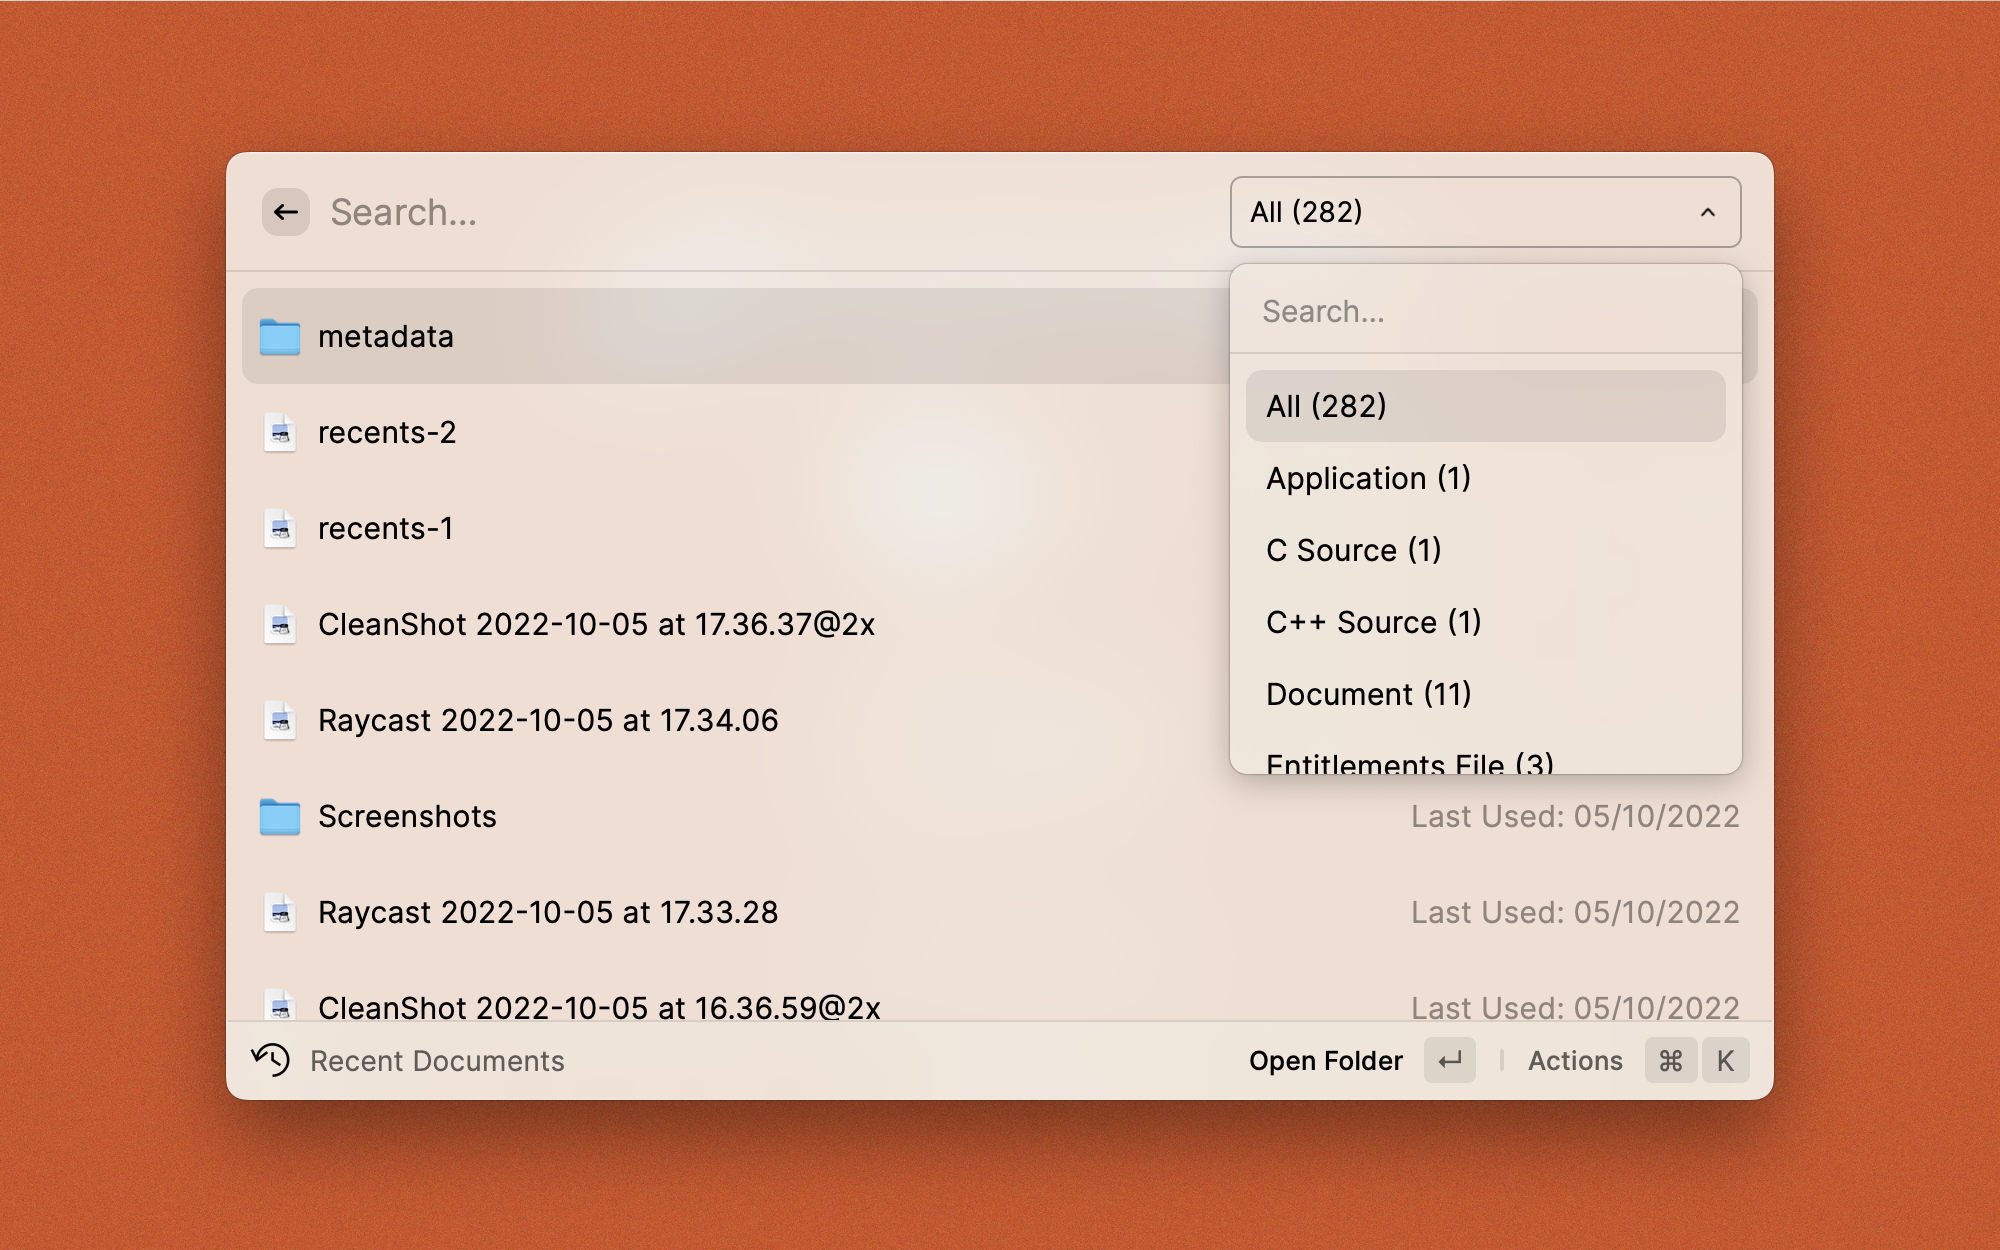 Search...
All (282)
Search...
All (282)
Application (1)
C Source (1)
C++ Source (1)
Document (11)
Entitlements File (3)
metadata
recents-2
recents-1
CleanShot 2022-10-05 at 17.36.37@2x
Raycast 2022-10-05 at 17.34.06
Screenshots Last Used: 05/10/2022
Raycast 2022-10-05 at 17.33.28 Last Used: 05/10/2022
CleanShot 2022-10-05 at 16.36.59@2x Last Used: 05/10/2022
Recent Documents Open Folder ↵ Actions ⌘ K